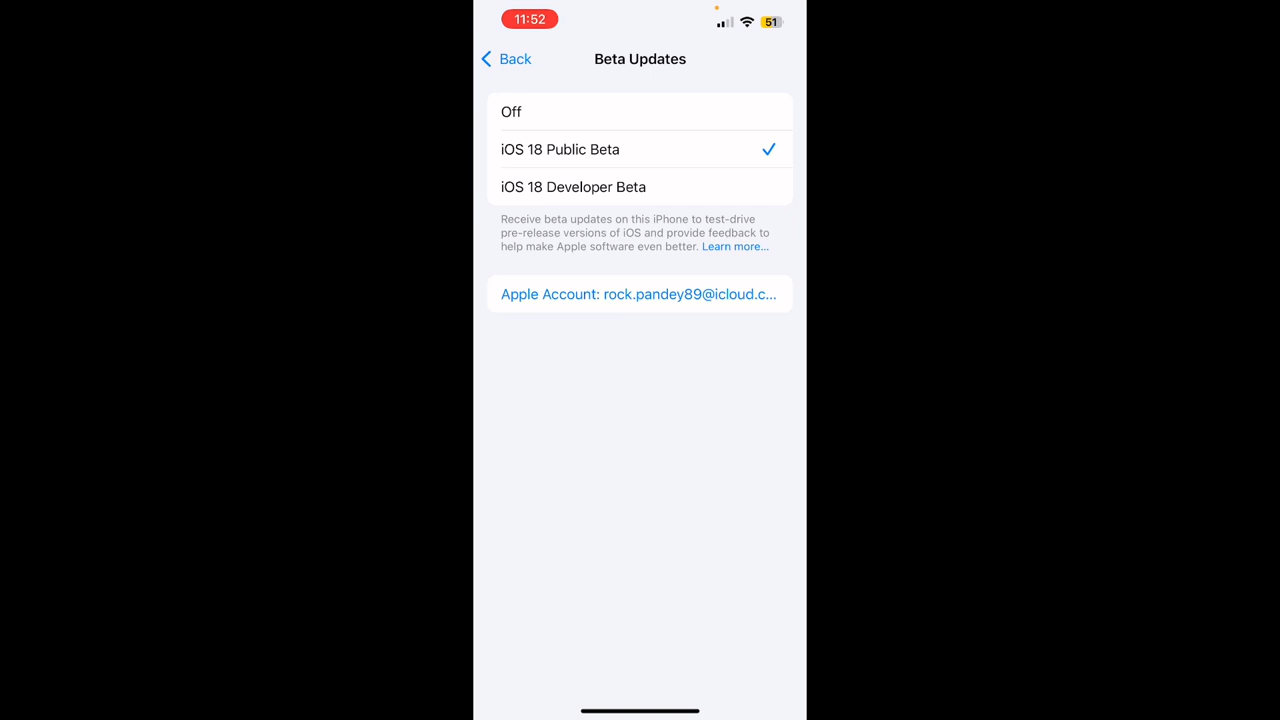 11:52
51
Back
Beta Updates
Off
iOS 18 Public Beta
iOS 18 Developer Beta
Receive beta updates on this iPhone to test-drive
pre-release versions of iOS and provide feedback to
help make Apple software even better. Learn more...
Apple Account: rock.pandey89@icloud.c...